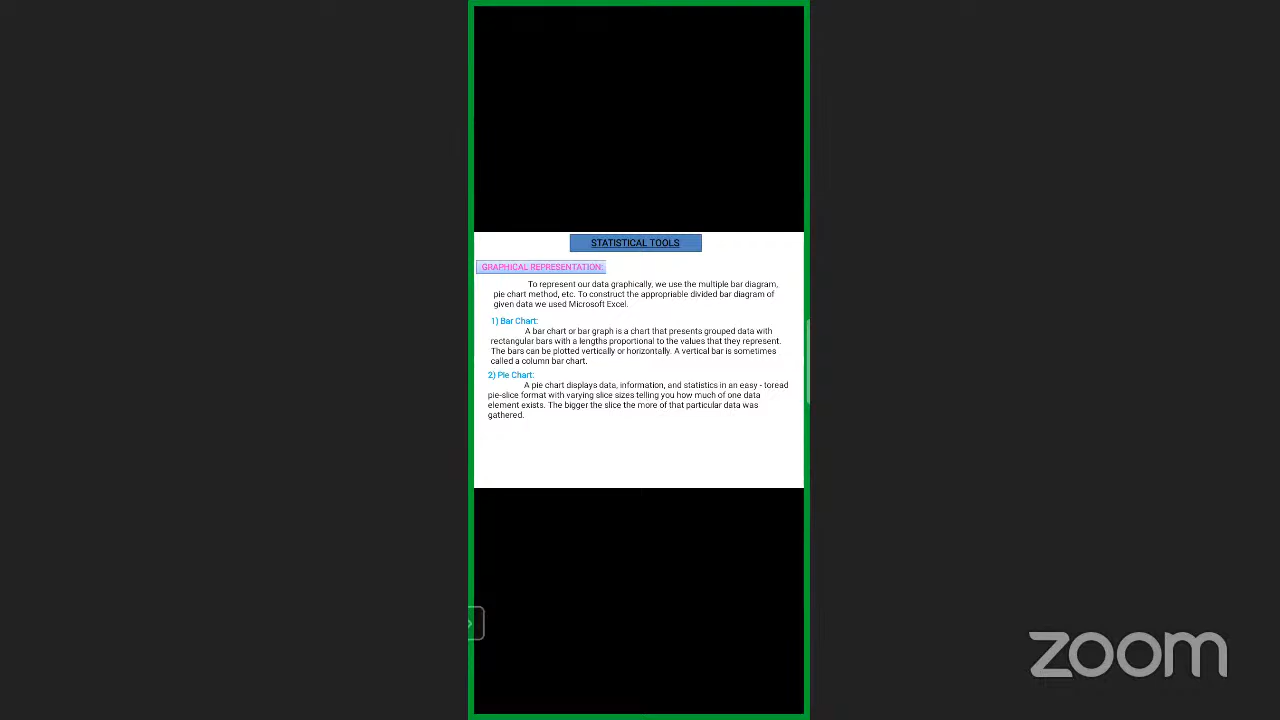 STATISTICAL TOOLS
GRAPHICAL REPRESENTATION:
To represent our data graphically, we use the multiple bar diagram,
pie chart method, etc. To construct the appropriable divided bar diagram of
given data we used Microsoft Excel.
1) Bar Chart:
A bar chart or bar graph is a chart that presents grouped data with
rectangular bars with a lengths proportional to the values that they represent.
The bars can be plotted vertically or horizontally. A vertical bar is sometimes
called a column bar chart.
2) Pie Chart:
A pie chart displays data, information, and statistics in an easy - toread
pie-slice format with varying slice sizes telling you how much of one data
element exists. The bigger the slice the more of that particular data was
gathered.
zoom